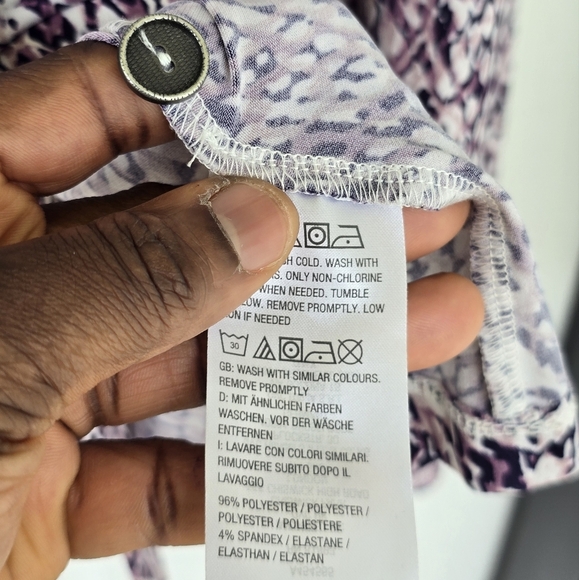 COLD. WASH WITH
ONLY NON-CHLORINE
WHEN NEEDED. TUMBLE
REMOVE PROMPTLY. LOW
IF NEEDED
30
GB: WASH WITH SIMILAR COLOURS.
REMOVE PROMPTLY
D: MIT ÄHNLICHEN FARBEN
WASCHEN. VOR DER WÄSCHE
ENTFERNEN
I: LAVARE CON COLORI SIMILARI.
RIMUOVERE SUBITO DOPO IL
LAVAGGIO
96% POLYESTER / POLYESTER /
POLYESTER / POLIESTERE
4% SPANDEX / ELASTANE /
ELASTHAN / ELASTAN